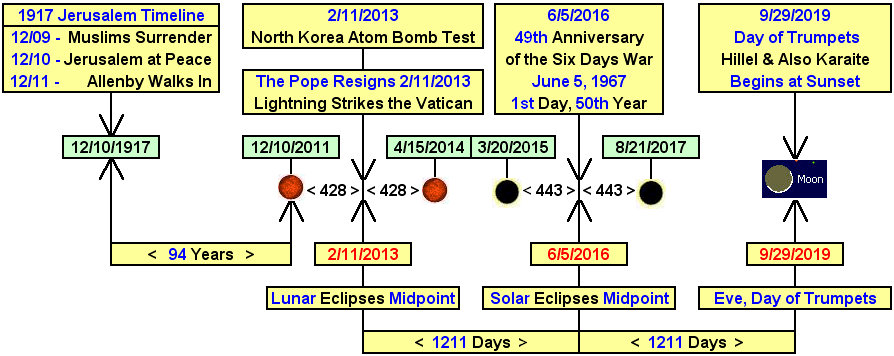 1917 Jerusalem Timeline
12/09 - Muslims Surrender
12/10 - Jerusalem at Peace
12/11 - Allenby Walks In
2/11/2013
North Korea Atom Bomb Test
The Pope Resigns 2/11/2013
Lightning Strikes the Vatican
6/5/2016
49th Anniversary
of the Six Days War
June 5, 1967
1st Day, 50th Year
9/29/2019
Day of Trumpets
Hillel & Also Karaite
Begins at Sunset
12/10/1917
12/10/2011
4/15/2014
3/20/2015
8/21/2017
< 428 >
< 428 >
< 443 >
< 443 >
Moon
< 94 Years >
2/11/2013
6/5/2016
9/29/2019
Lunar Eclipses Midpoint
Solar Eclipses Midpoint
Eve, Day of Trumpets
< 1211 Days >
< 1211 Days >